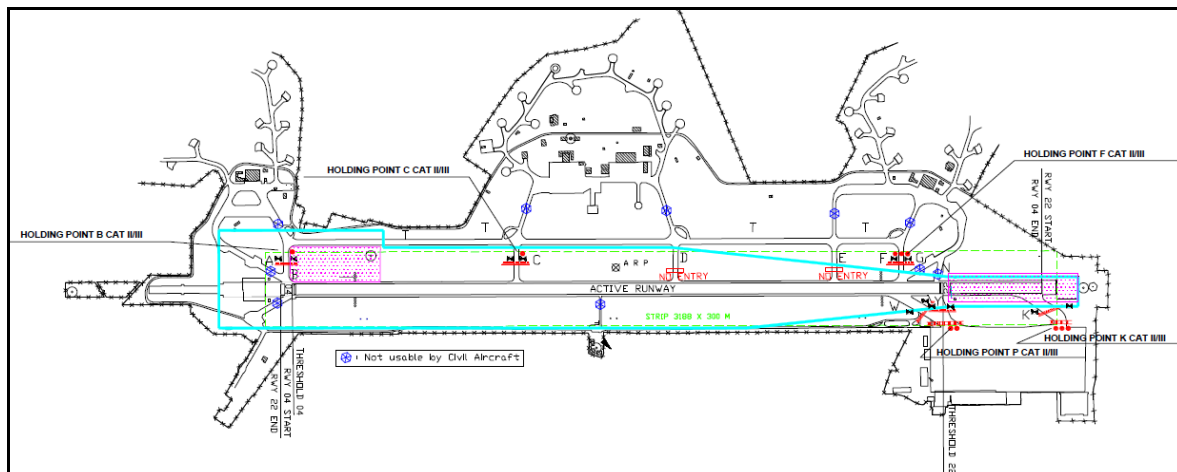 HOLDING POINT F CAT II/III
HOLDING POINT C CAT II/III
RWY 22 START
RWY 04 END
HOLDING POINT B CAT II/III
T
T
T
T
A
B
C
A R P
D
E
F
G
N
NO ENTRY
NO ENTRY
ACTIVE RUNWAY
W
K
STRIP 3180 X 300 M
: Not usable by Civil Aircraft
HOLDING POINT P CAT II/III
HOLDING POINT K CAT II/III
THRESHOLD 04
RWY 04 START
RWY 22 END
THRESHOLD 22